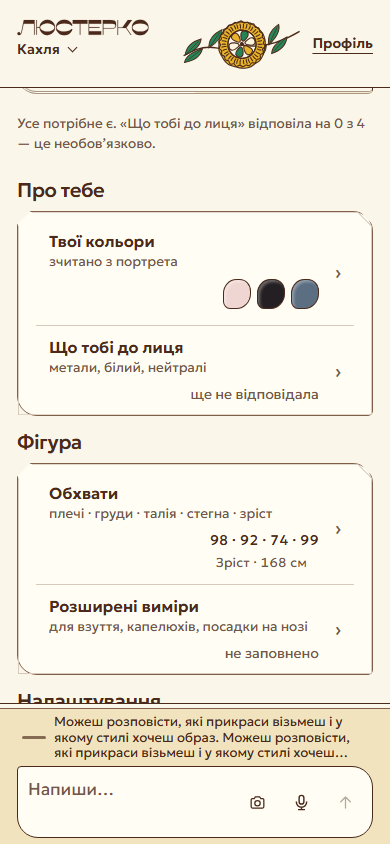 ЛЮСТЕРКО
Кахля
Профіль
Усе потрібне є. «Що тобі до лиця» відповіла на 0 з 4
— це необов’язково.
Про тебе
Твої кольори
зчитано з портрета
Що тобі до лиця
метали, білий, нейтралі
ще не відповідала
Фігура
Обхвати
плечі · груди · талія · стегна · зріст
98 · 92 · 74 · 99
Зріст · 168 см
Розширені виміри
для взуття, капелюхів, посадки на нозі
не заповнено
Налаштування
Можеш розповісти, які прикраси візьмеш і у
якому стилі хочеш образ. Можеш розповісти,
які прикраси візьмеш і у якому стилі хочеш…
Напиши…